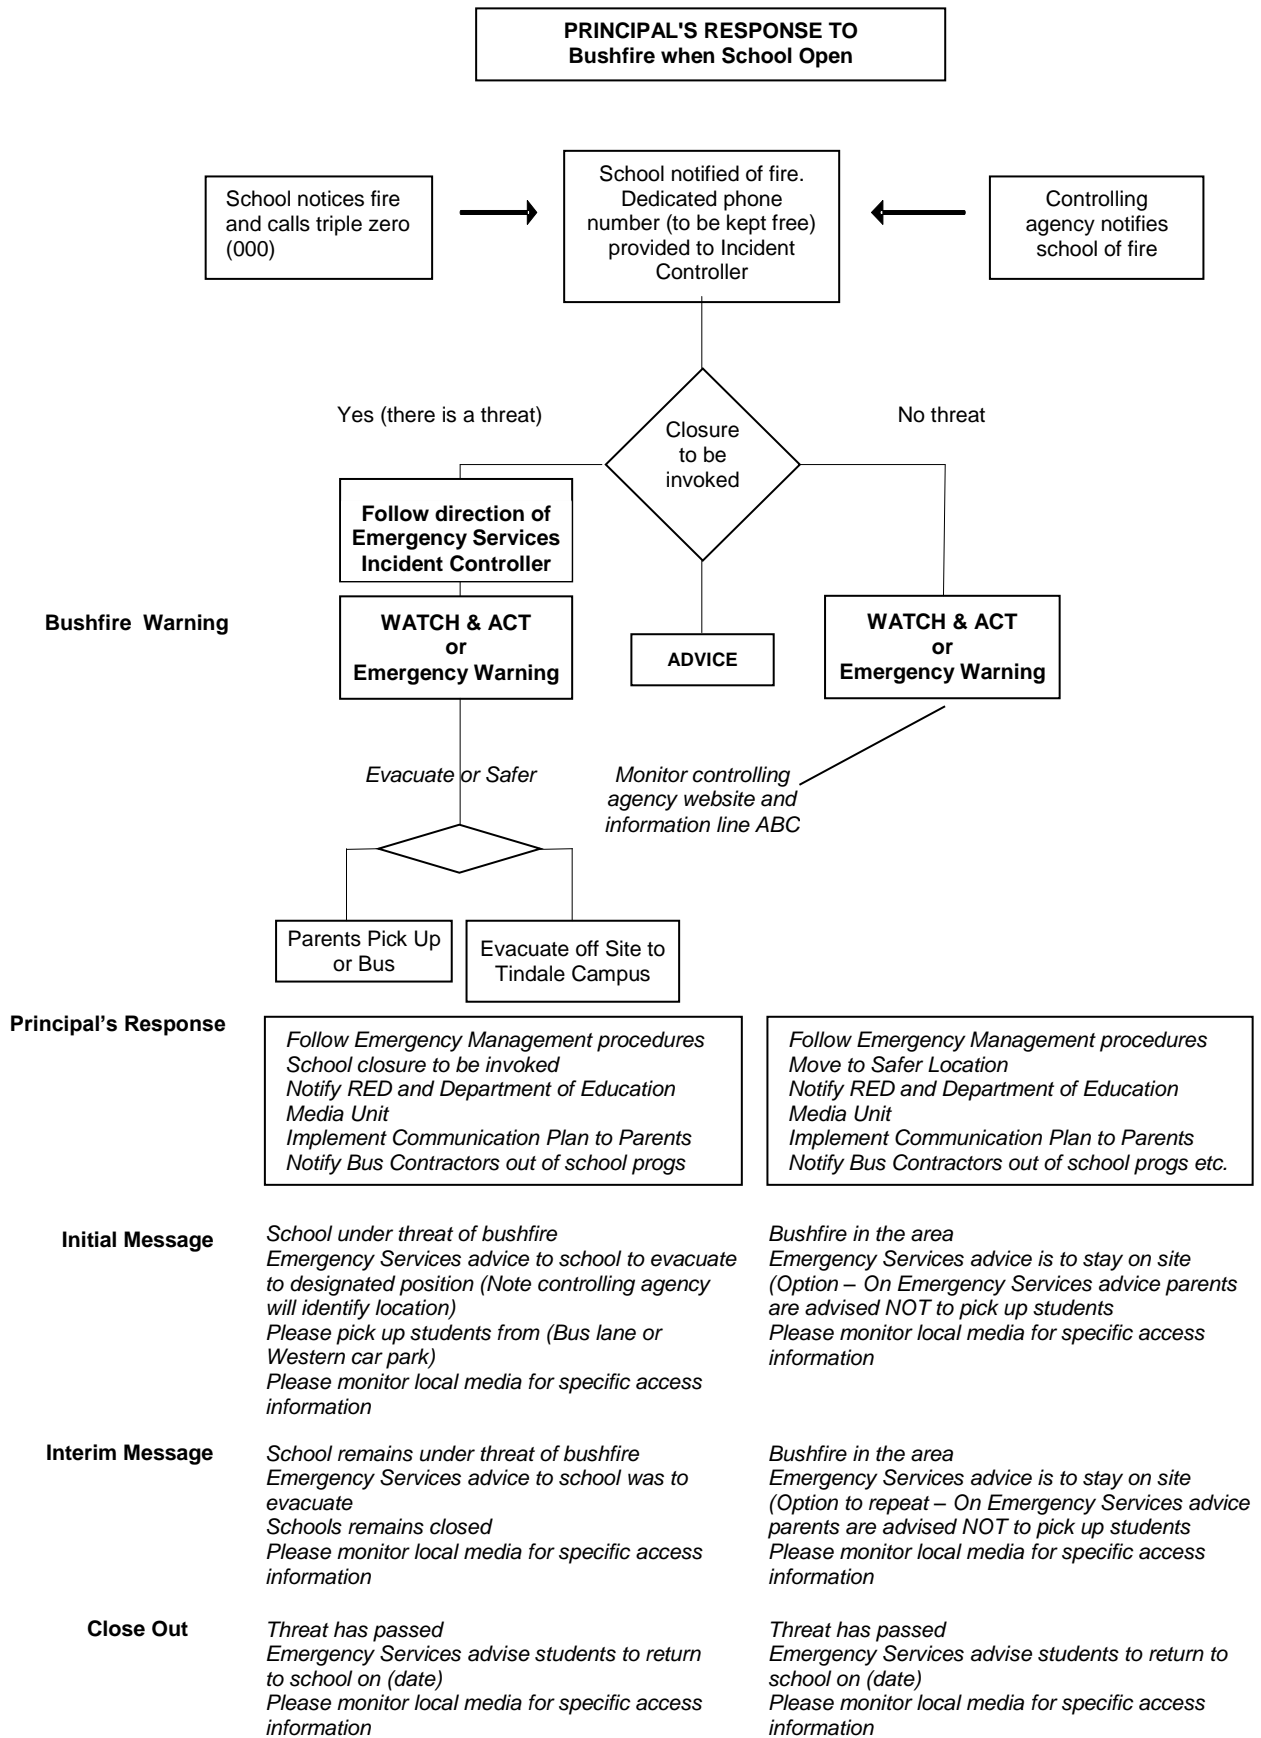 PRINCIPAL'S RESPONSE TO
Bushfire when School Open
School notices fire
and calls triple zero
(000)
School notified of fire.
Dedicated phone
number (to be kept free)
provided to Incident
Controller
Controlling
agency notifies
school of fire
Yes (there is a threat)
Closure
to be
invoked
No threat
Follow direction of
Emergency Services
Incident Controller
Bushfire Warning
WATCH & ACT
or
Emergency Warning
ADVICE
WATCH & ACT
or
Emergency Warning
Evacuate or Safer
Monitor controlling
agency website and
information line ABC
Parents Pick Up
or Bus
Evacuate off Site to
Tindale Campus
Principal’s Response
Follow Emergency Management procedures
School closure to be invoked
Notify RED and Department of Education
Media Unit
Implement Communication Plan to Parents
Notify Bus Contractors out of school progs
Follow Emergency Management procedures
Move to Safer Location
Notify RED and Department of Education
Media Unit
Implement Communication Plan to Parents
Notify Bus Contractors out of school progs etc.
Initial Message
School under threat of bushfire
Emergency Services advice to school to evacuate
to designated position (Note controlling agency
will identify location)
Please pick up students from (Bus lane or
Western car park)
Please monitor local media for specific access
information
Bushfire in the area
Emergency Services advice is to stay on site
(Option – On Emergency Services advice parents
are advised NOT to pick up students
Please monitor local media for specific access
information
Interim Message
School remains under threat of bushfire
Emergency Services advice to school was to
evacuate
Schools remains closed
Please monitor local media for specific access
information
Bushfire in the area
Emergency Services advice is to stay on site
(Option to repeat – On Emergency Services advice
parents are advised NOT to pick up students
Please monitor local media for specific access
information
Close Out
Threat has passed
Emergency Services advise students to return
to school on (date)
Please monitor local media for specific access
information
Threat has passed
Emergency Services advise students to return to
school on (date)
Please monitor local media for specific access
information